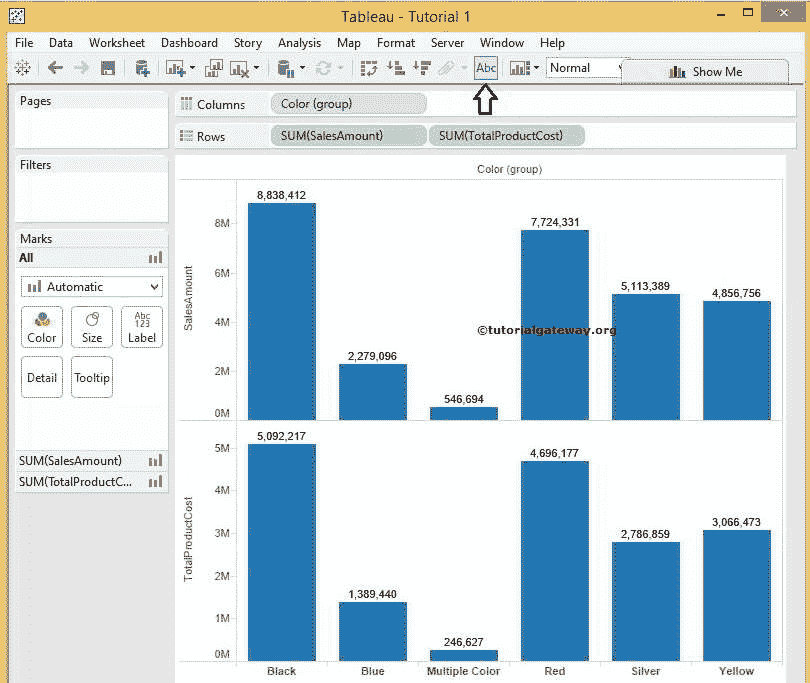 Tableau - Tutorial 1
File Data Worksheet Dashboard Story Analysis Map Format Server Window Help
Abc Normal Show Me
Pages
Columns Color (group)
Rows SUM(SalesAmount) SUM(TotalProductCost)
Filters
Marks
All
Automatic
Color Size Abc 123 Label
Detail Tooltip
SUM(SalesAmount)
SUM(TotalProductC...
Color (group)
SalesAmount
8M
6M
4M
2M
0M
8,838,412
2,279,096
546,694
7,724,331
5,113,389
4,856,756
©tutorialgateway.org
TotalProductCost
5M
4M
3M
2M
1M
0M
5,092,217
1,389,440
246,627
4,696,177
2,786,859
3,066,473
Black Blue Multiple Color Red Silver Yellow